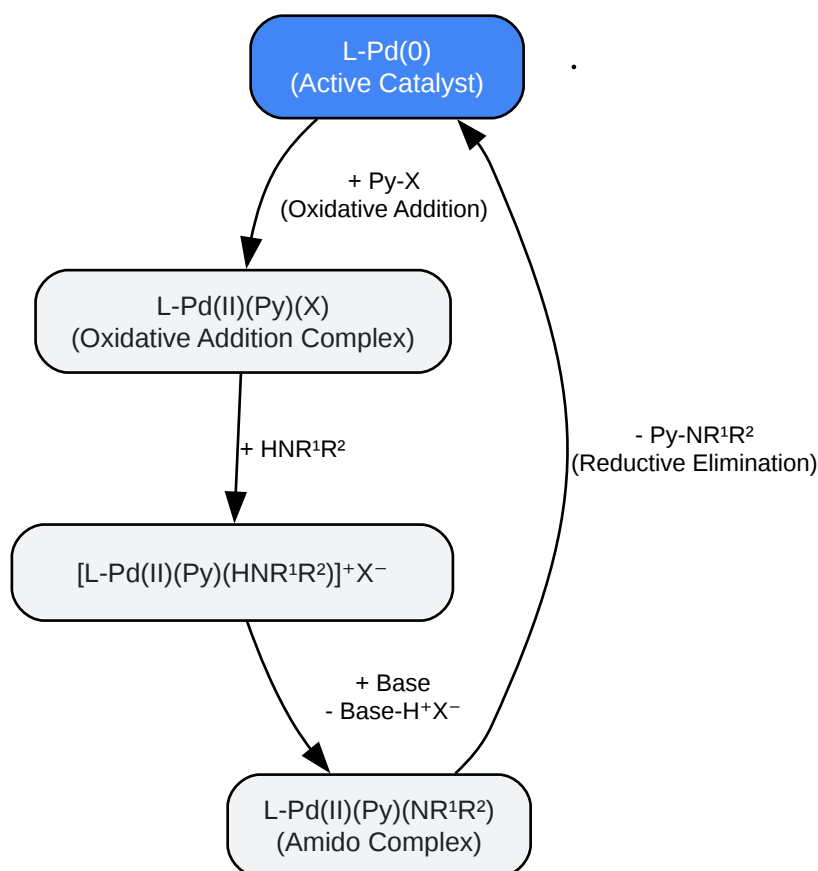 L-Pd(0)
(Active Catalyst)
.
+ Py-X
(Oxidative Addition)
L-Pd(II)(Py)(X)
(Oxidative Addition Complex)
+ HNR¹R²
- Py-NR¹R²
(Reductive Elimination)
[L-Pd(II)(Py)(HNR¹R²)]⁺X⁻
+ Base
- Base-H⁺X⁻
L-Pd(II)(Py)(NR¹R²)
(Amido Complex)